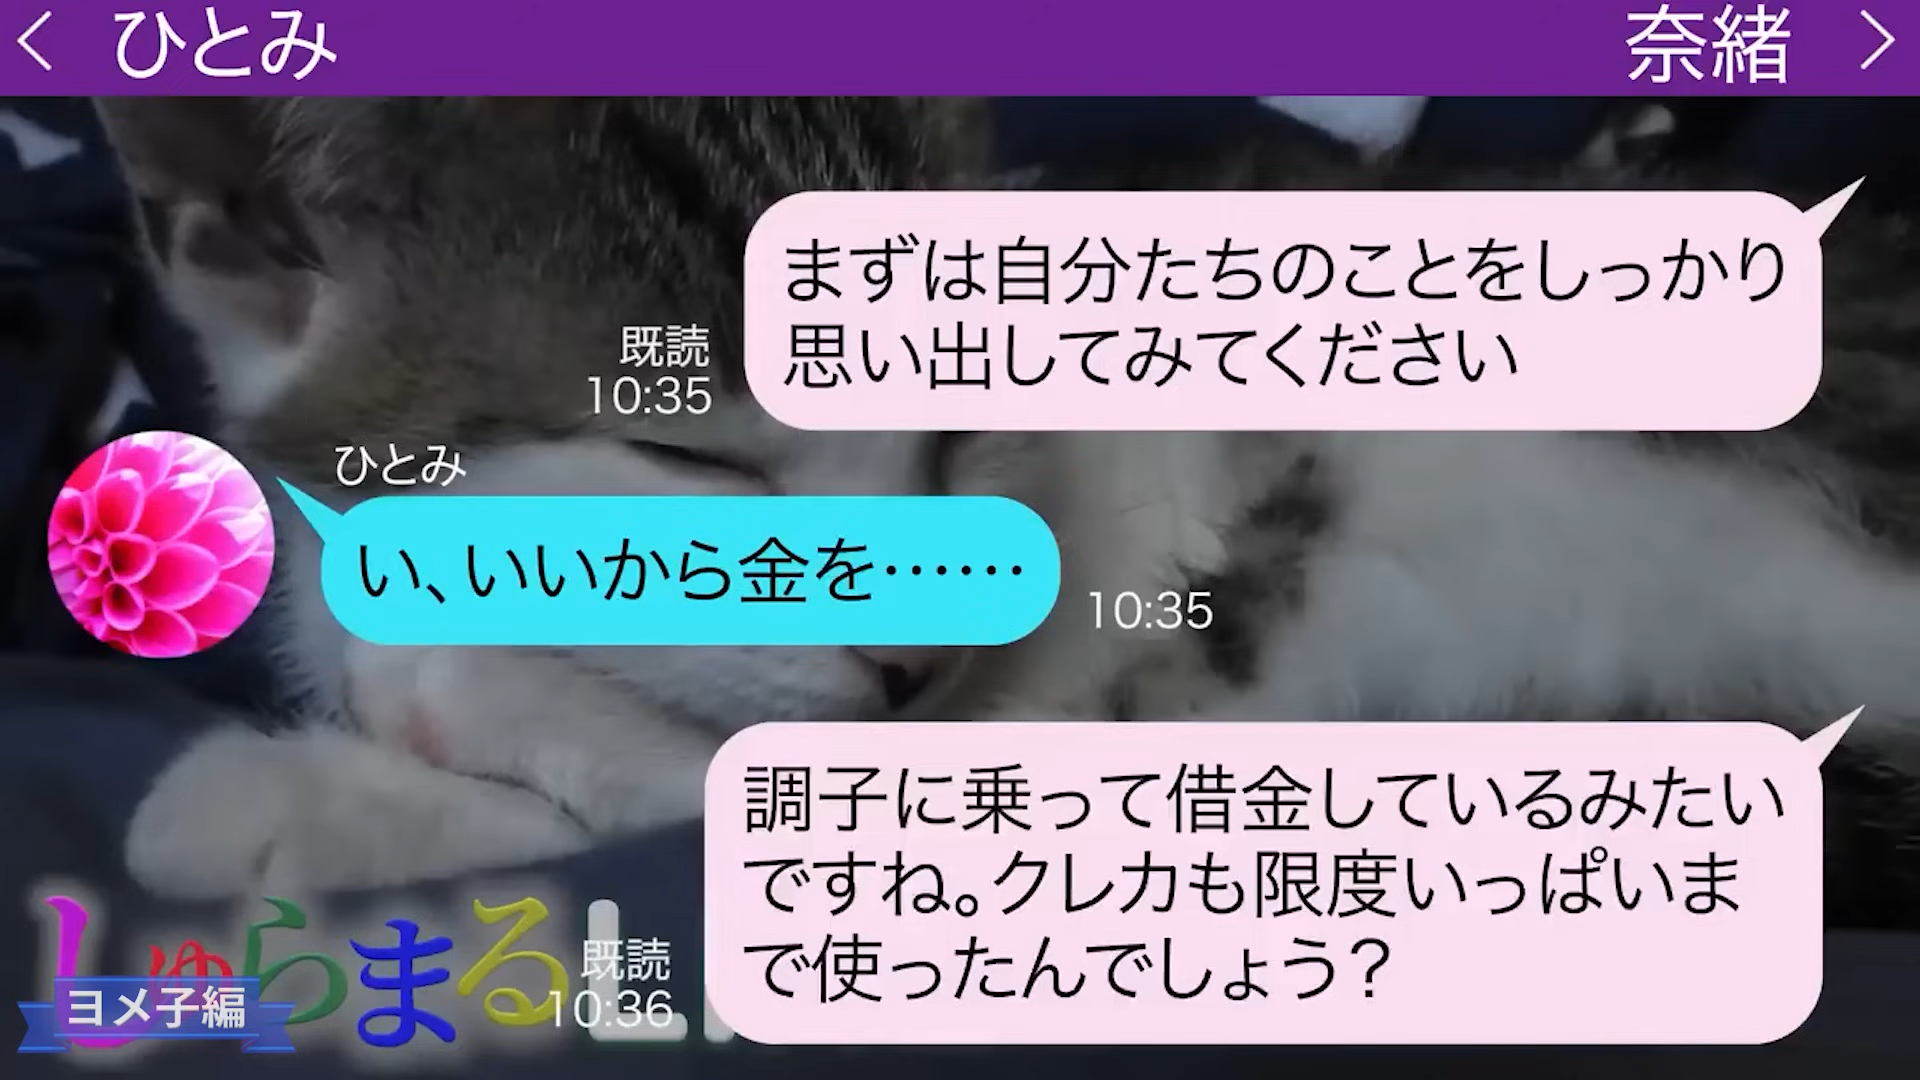 ひとみ
奈緒
まずは自分たちのことをしっかり
思い出してみてください
既読
10:35
ひとみ
い、いいから金を……
10:35
調子に乗って借金しているみたい
ですね。クレカも限度いっぱいま
で使ったんでしょう?
既読
10:36
しゅらまるL
ヨメ子編